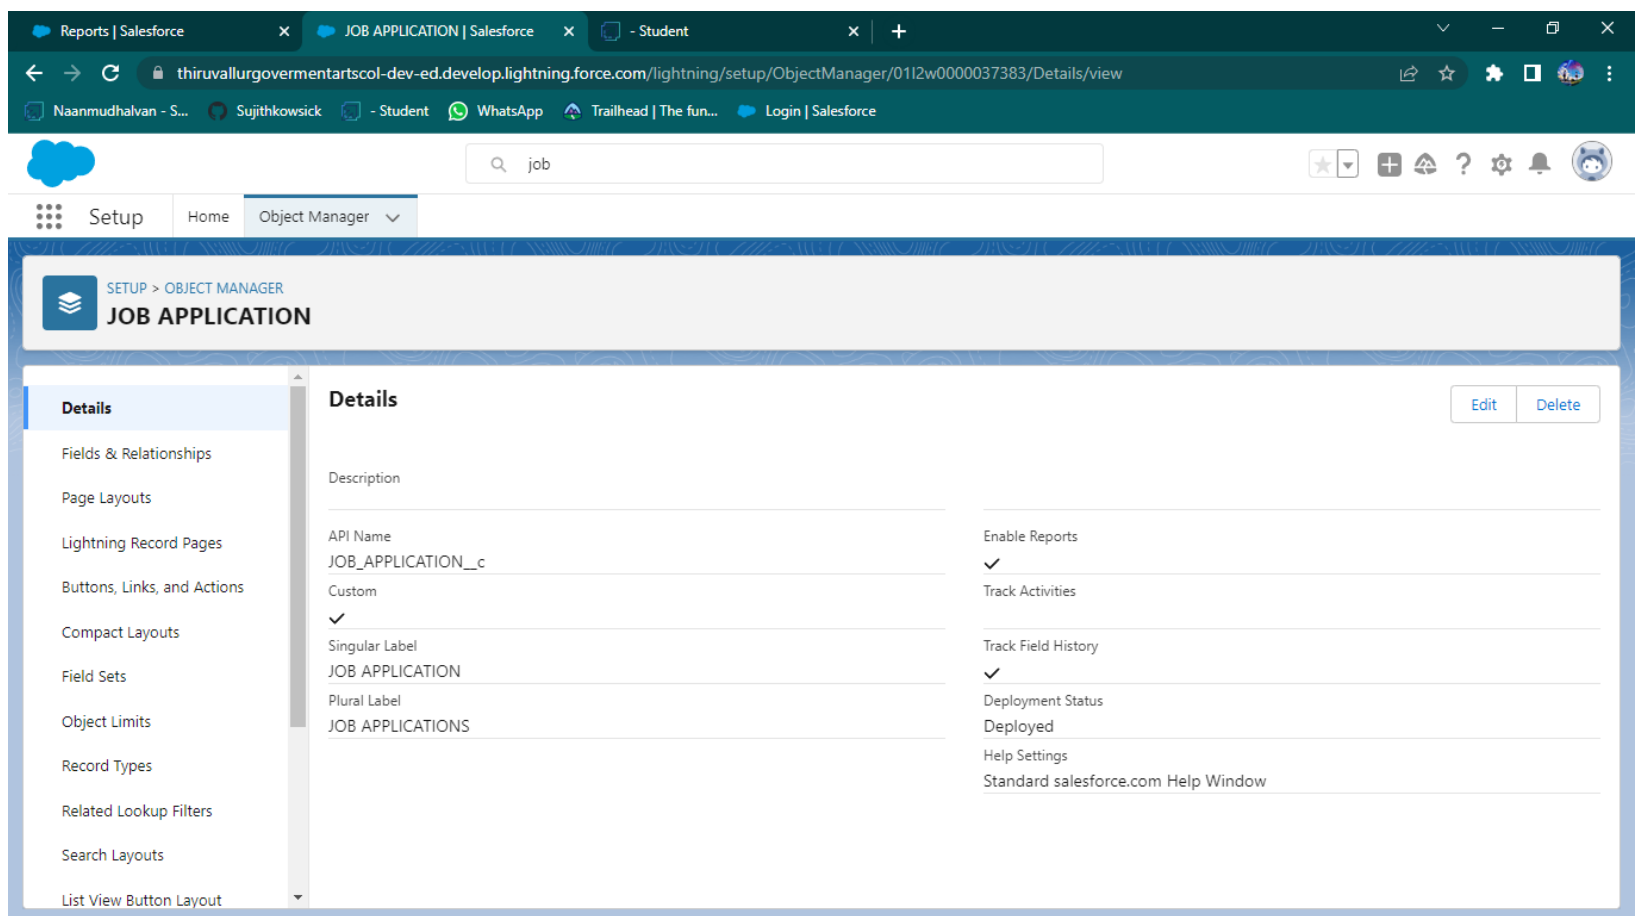 Reports | Salesforce
JOB APPLICATION | Salesforce
- Student
thiruvallurgovermentartscol-dev-ed.develop.lightning.force.com/lightning/setup/ObjectManager/01I2w0000037383/Details/view
Naanmudhalvan - S...
Sujithkowsick
- Student
WhatsApp
Trailhead | The fun...
Login | Salesforce
job
Setup
Home
Object Manager
SETUP > OBJECT MANAGER
JOB APPLICATION
Details
Fields & Relationships
Page Layouts
Lightning Record Pages
Buttons, Links, and Actions
Compact Layouts
Field Sets
Object Limits
Record Types
Related Lookup Filters
Search Layouts
List View Button Layout
Details
Edit
Delete
Description
API Name
JOB_APPLICATION__c
Custom
Singular Label
JOB APPLICATION
Plural Label
JOB APPLICATIONS
Enable Reports
Track Activities
Track Field History
Deployment Status
Deployed
Help Settings
Standard salesforce.com Help Window